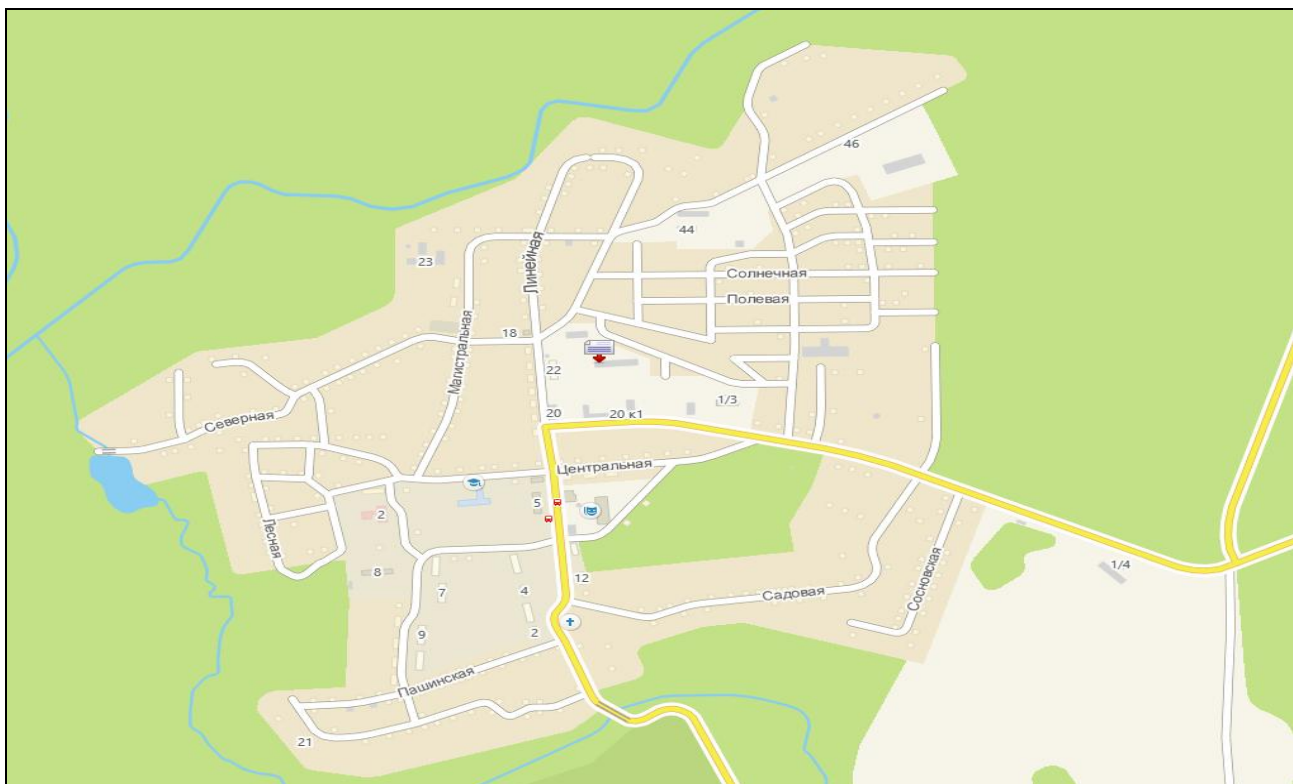 46
44
Линейная
23
Солнечная
Полевая
18
Магистральная
22
1/3
20
20 к1
Северная
Центральная
5
2
Лесная
1/4
8
12
7
4
Садовая
Сосновская
9
2
Пашинская
21